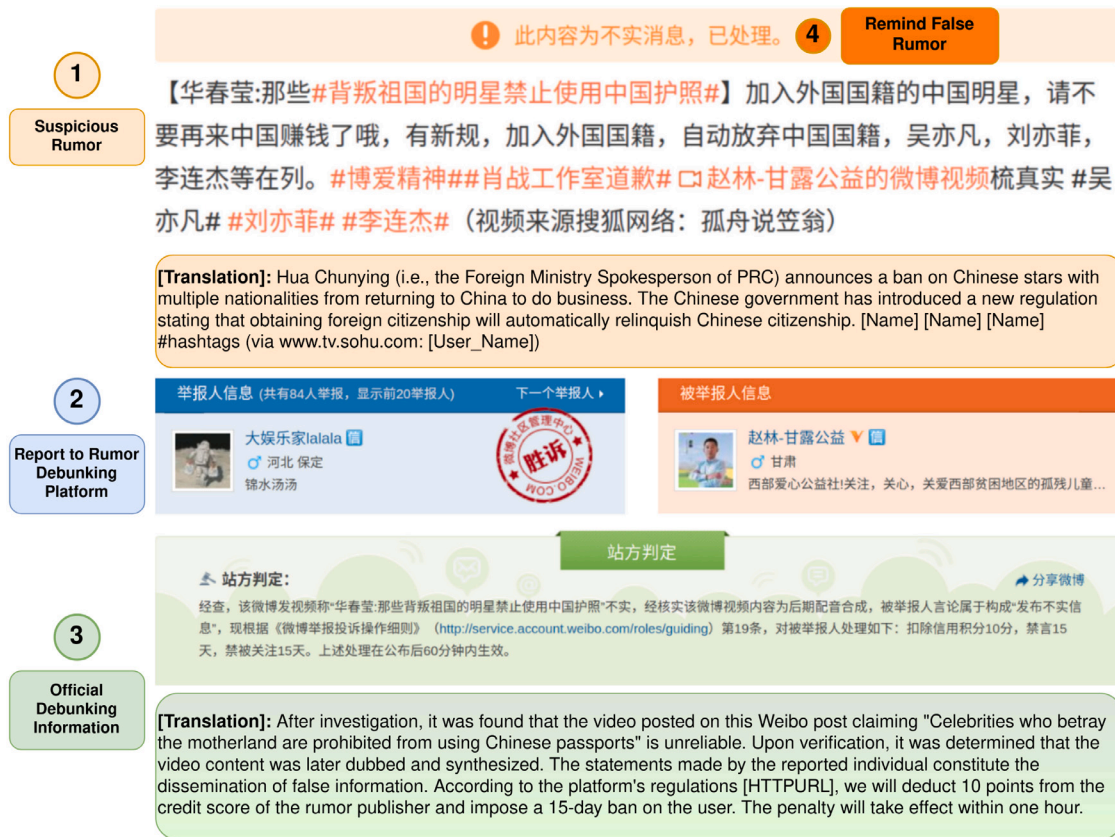 此内容为不实消息，已处理。
4
Remind False
Rumor
1
Suspicious
Rumor
【华春莹:那些#背叛祖国的明星禁止使用中国护照#】加入外国国籍的中国明星，请不
要再来中国赚钱了哦，有新规，加入外国国籍，自动放弃中国国籍，吴亦凡，刘亦菲，
李连杰等在列。#博爱精神##肖战工作室道歉# 赵林-甘露公益的微博视频梳真实 #吴
亦凡# #刘亦菲# #李连杰#（视频来源搜狐网络：孤舟说笠翁）
[Translation]: Hua Chunying (i.e., the Foreign Ministry Spokesperson of PRC) announces a ban on Chinese stars with
multiple nationalities from returning to China to do business. The Chinese government has introduced a new regulation
stating that obtaining foreign citizenship will automatically relinquish Chinese citizenship. [Name] [Name] [Name]
#hashtags (via www.tv.sohu.com: [User_Name])
2
Report to Rumor
Debunking
Platform
举报人信息 (共有84人举报，显示前20举报人)
下一个举报人
大娱乐家lalala 信
河北 保定
锦水汤汤
微博社区管理中心
胜诉
WEIBO.COM
被举报人信息
赵林-甘露公益 V 信
甘肃
西部爱心公益社!关注，关心，关爱西部贫困地区的孤残儿童…
3
Official
Debunking
Information
站方判定
站方判定：
分享微博
经查，该微博发视频称“华春莹:那些背叛祖国的明星禁止使用中国护照”不实，经核实该微博视频内容为后期配音合成，被举报人言论属于构成“发布不实信
息”，现根据《微博举报投诉操作细则》（http://service.account.weibo.com/roles/guiding）第19条，对被举报人处理如下：扣除信用积分10分，禁言15
天，禁被关注15天。上述处理在公布后60分钟内生效。
[Translation]: After investigation, it was found that the video posted on this Weibo post claiming "Celebrities who betray
the motherland are prohibited from using Chinese passports" is unreliable. Upon verification, it was determined that the
video content was later dubbed and synthesized. The statements made by the reported individual constitute the
dissemination of false information. According to the platform's regulations [HTTPURL], we will deduct 10 points from the
credit score of the rumor publisher and impose a 15-day ban on the user. The penalty will take effect within one hour.